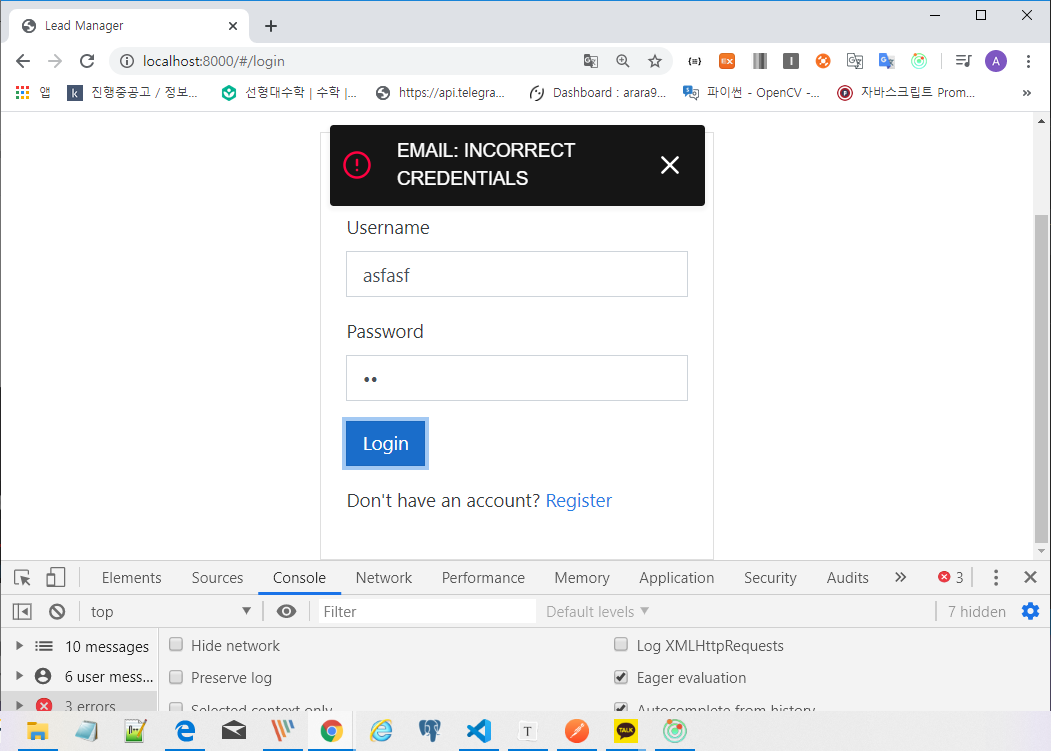 Lead Manager
localhost:8000/#/login
A
앱
k
진행중공고 / 정보...
선형대수학 | 수학 |...
https://api.telegra...
Dashboard : arara9...
파이썬 - OpenCV -...
자바스크립트 Prom...
»
EMAIL: INCORRECT
CREDENTIALS
Username
asfasf
Password
••
Login
Don't have an account? Register
Elements
Sources
Console
Network
Performance
Memory
Application
Security
Audits
3
top
Filter
Default levels
7 hidden
10 messages
Hide network
Log XMLHttpRequests
6 user mess...
Preserve log
Eager evaluation
3 errors
Selected context only
Autocomplete from history
T
TALK